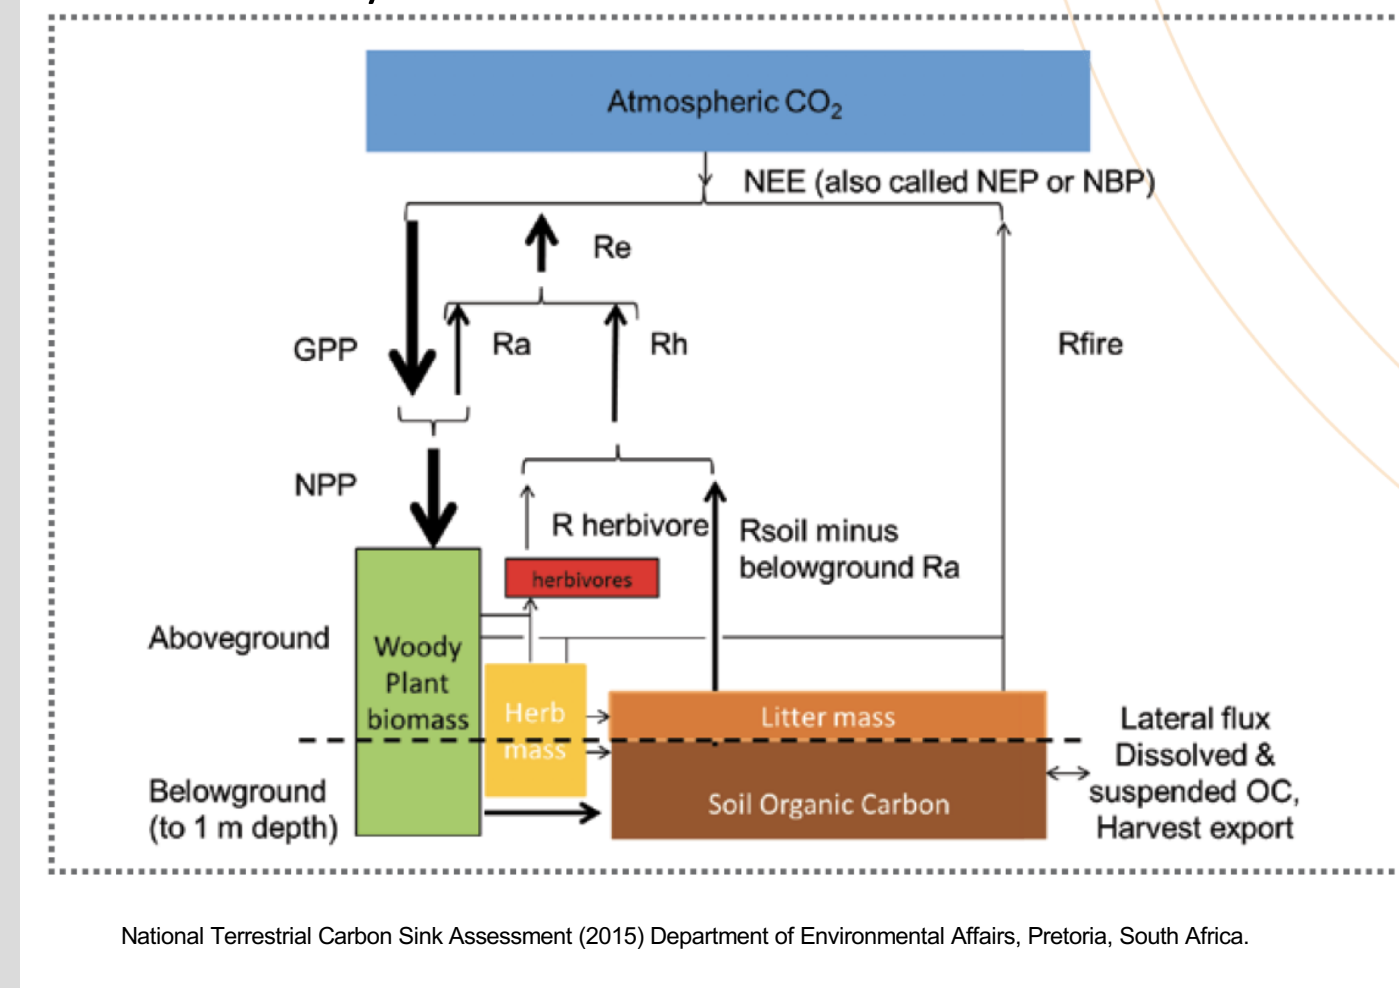 Atmospheric CO₂
NEE (also called NEP or NBP)
Re
GPP
Ra
Rh
Rfire
NPP
R herbivore
Rsoil minus
belowground Ra
herbivores
Aboveground
Woody
Plant
biomass
Herb
mass
Litter mass
Soil Organic Carbon
Belowground
(to 1 m depth)
Lateral flux
Dissolved &
suspended OC,
Harvest export
National Terrestrial Carbon Sink Assessment (2015) Department of Environmental Affairs, Pretoria, South Africa.